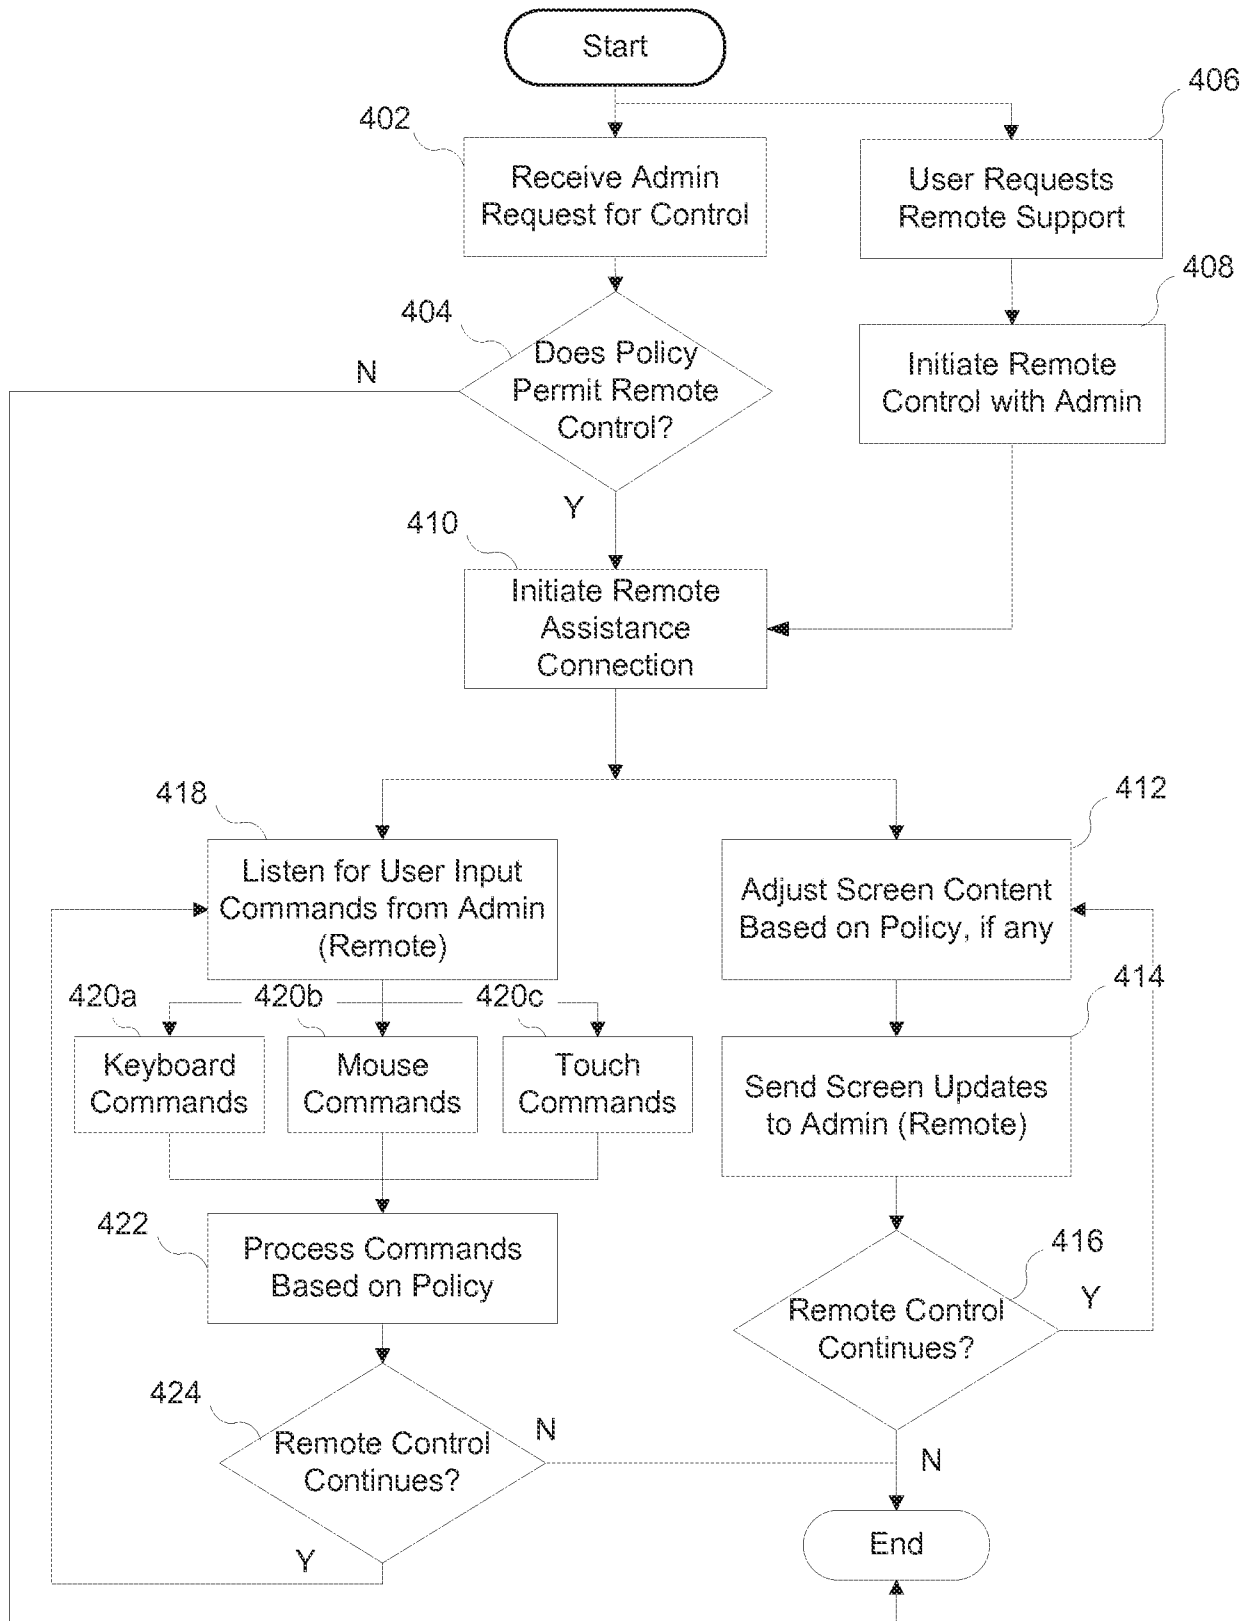 Start
406
402
Receive Admin
Request for Control
User Requests
Remote Support
408
404
Does Policy
Permit Remote
Control?
N
Initiate Remote
Control with Admin
Y
410
Initiate Remote
Assistance
Connection
418
412
Listen for User Input
Commands from Admin
(Remote)
Adjust Screen Content
Based on Policy, if any
420a
420b
420c
414
Keyboard
Commands
Mouse
Commands
Touch
Commands
Send Screen Updates
to Admin (Remote)
422
Process Commands
Based on Policy
416
Remote Control
Continues?
Y
424
Remote Control
Continues?
N
N
Y
End